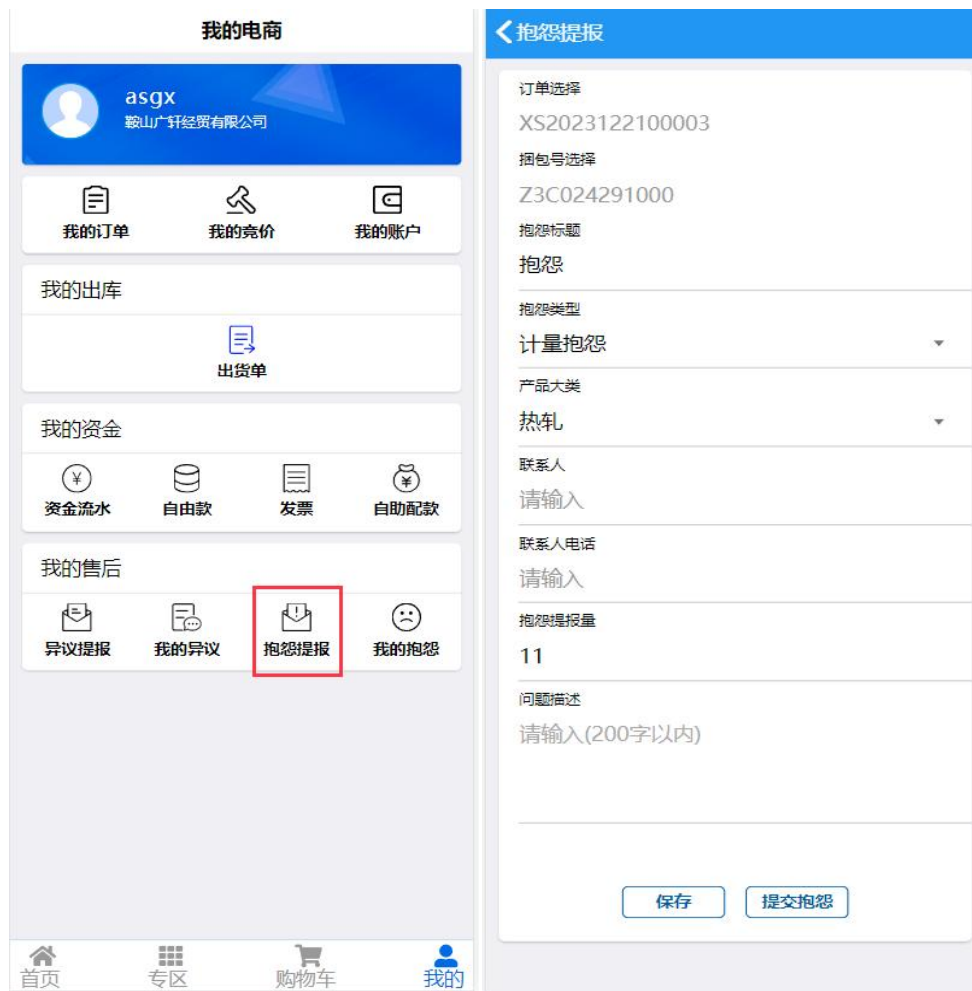 我的电商
asgx
鞍山广轩经贸有限公司
我的订单
我的竞价
我的账户
我的出库
出货单
我的资金
资金流水
自由款
发票
自助配款
我的售后
异议提报
我的异议
抱怨提报
我的抱怨
首页
专区
购物车
我的
抱怨提报
订单选择
XS2023122100003
捆包号选择
Z3C024291000
抱怨标题
抱怨
抱怨类型
计量抱怨
产品大类
热轧
联系人
请输入
联系人电话
请输入
抱怨提报量
11
问题描述
请输入(200字以内)
保存
提交抱怨